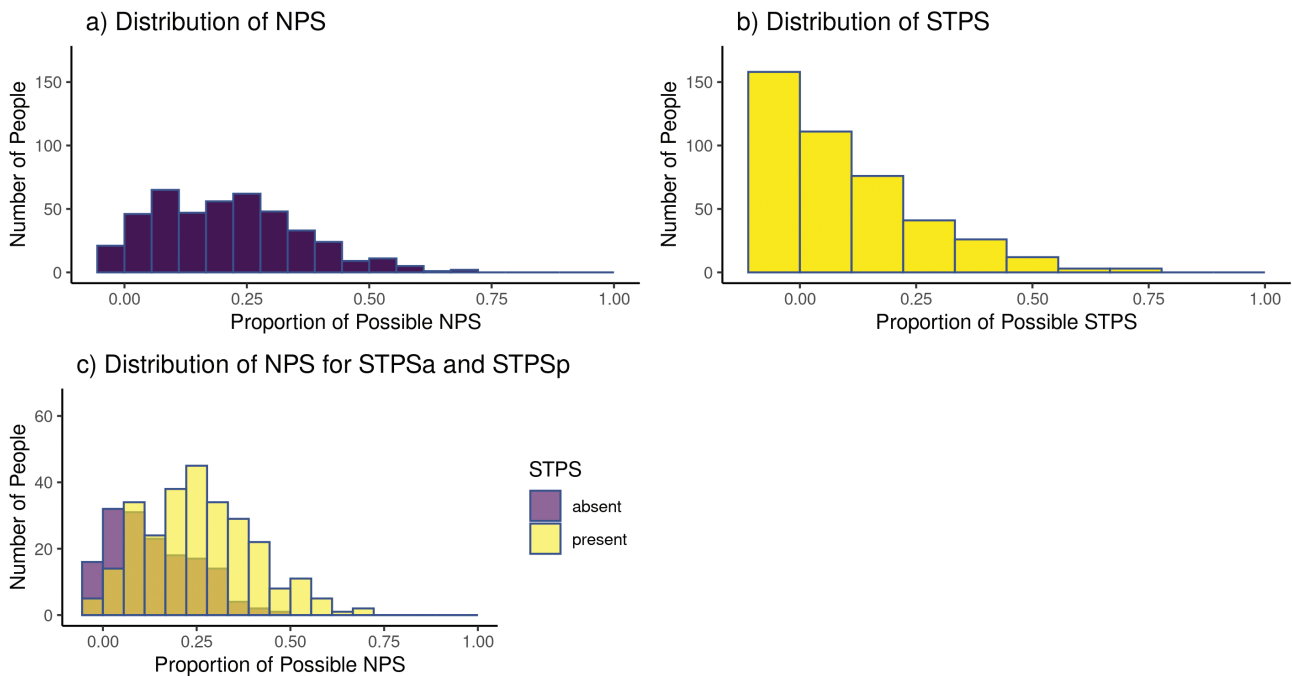 a) Distribution of NPS
Number of People
150
100
50
0
0.00 0.25 0.50 0.75 1.00
Proportion of Possible NPS
b) Distribution of STPS
Number of People
150
100
50
0
0.00 0.25 0.50 0.75 1.00
Proportion of Possible STPS
c) Distribution of NPS for STPSa and STPSp
Number of People
60
40
20
0
0.00 0.25 0.50 0.75 1.00
Proportion of Possible NPS
STPS
absent
present